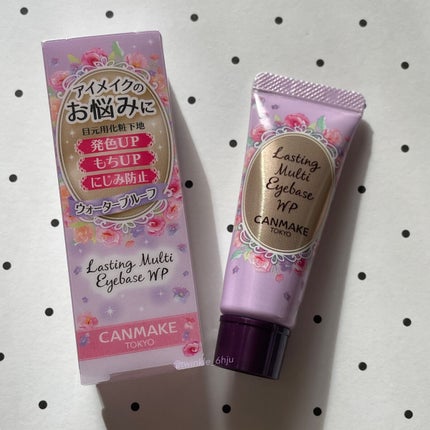 アイメイクの
お悩みに
目元用化粧下地
発色UP
もちUP
にじみ防止
ウォータープルーフ
Lasting Multi
Eyebase WP
CANMAKE
TOKYO
Lasting
Multi
Eyebase
WP
CANMAKE
TOKYO